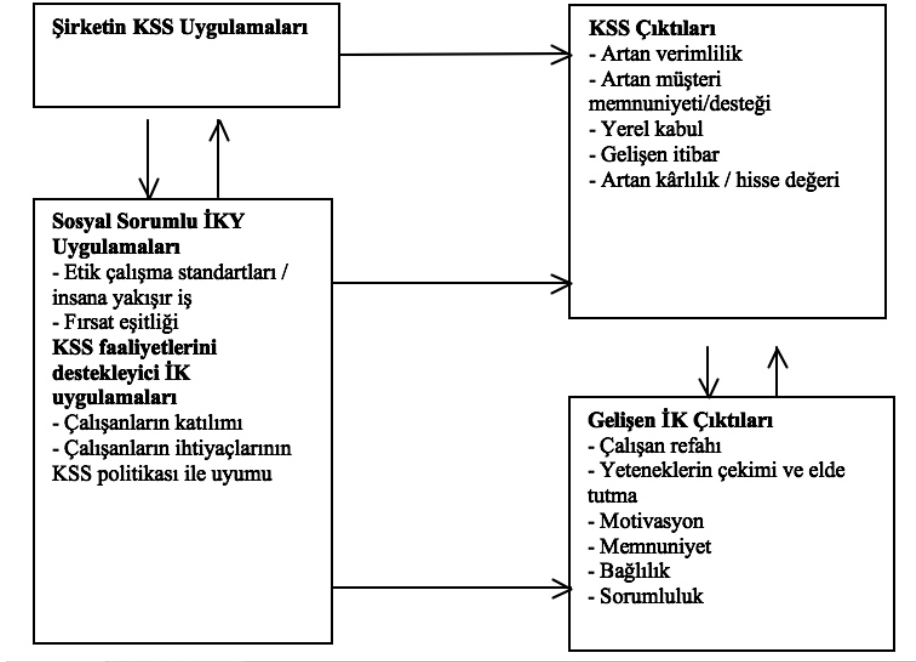 Şirketin KSS Uygulamaları
KSS Çıktıları
- Artan verimlilik
- Artan müşteri
memnuniyeti/desteği
- Yerel kabul
- Gelişen itibar
- Artan kârlılık / hisse değeri
Sosyal Sorumlu İKY
Uygulamaları
- Etik çalışma standartları /
insana yakışır iş
- Fırsat eşitliği
KSS faaliyetlerini
destekleyici İK
uygulamaları
- Çalışanların katılımı
- Çalışanların ihtiyaçlarının
KSS politikası ile uyumu
Gelişen İK Çıktıları
- Çalışan refahı
- Yeteneklerin çekimi ve elde
tutma
- Motivasyon
- Memnuniyet
- Bağlılık
- Sorumluluk